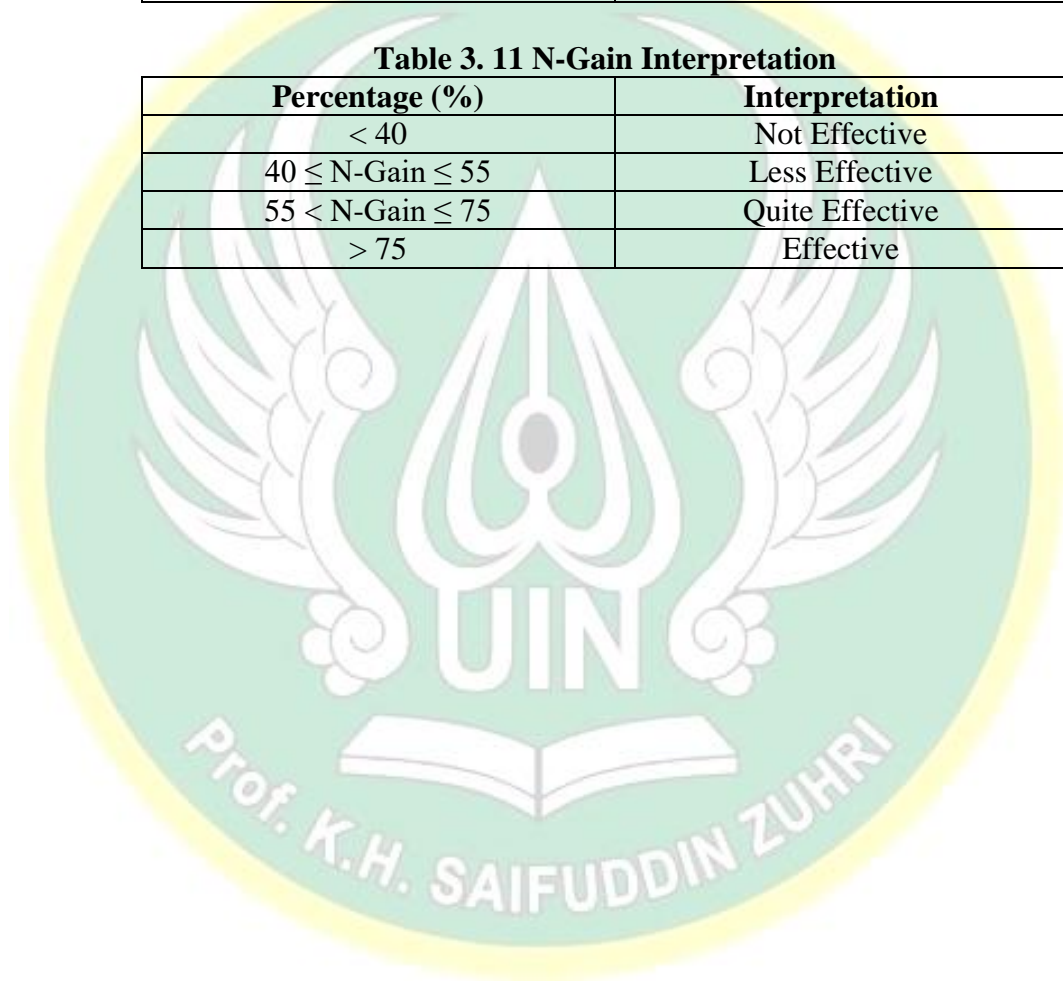 Table 3. 11 N-Gain Interpretation
Percentage (%) Interpretation
< 40 Not Effective
40 ≤ N-Gain ≤ 55 Less Effective
55 < N-Gain ≤ 75 Quite Effective
> 75 Effective
UIN
Prof. K.H. SAIFUDDIN ZUHRI